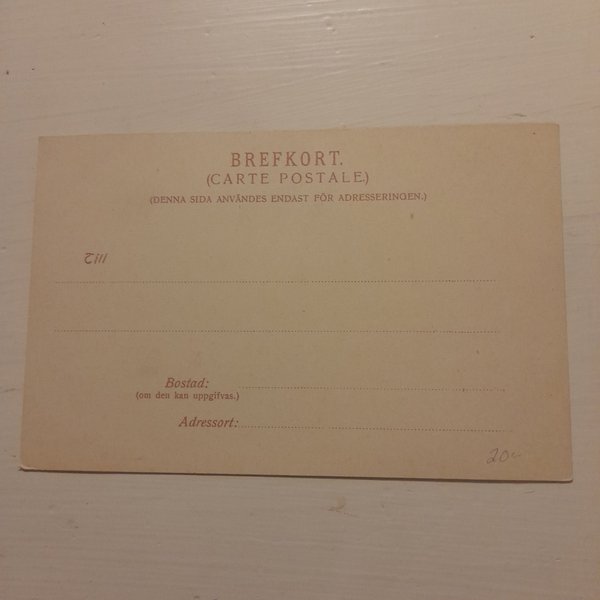 BREFKORT.
(CARTE POSTALE.)
(DENNA SIDA ANVÄNDES ENDAST FÖR ADRESSERINGEN.)
Till
Bostad:
(om den kan uppgifvas.)
Adressort:
20:-